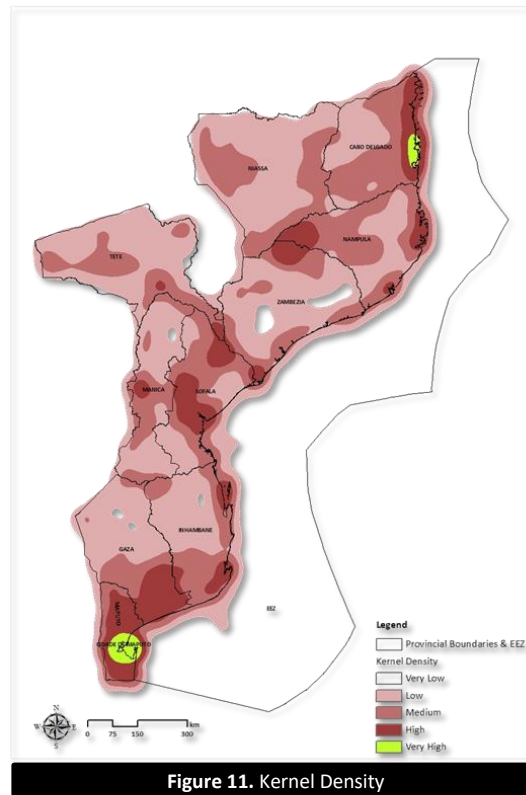 CABO DELGADO
NIASSA
NAMPULA
TETE
ZAMBEZIA
MANICA
SOFALA
INHAMBANE
GAZA
MAPUTO
EEZ
Legend
Provincial Boundaries & EEZ
Kernel Density
Very Low
Low
Medium
High
Very High
N
W
E
S
km
0 75 150 300
Figure 11. Kernel Density